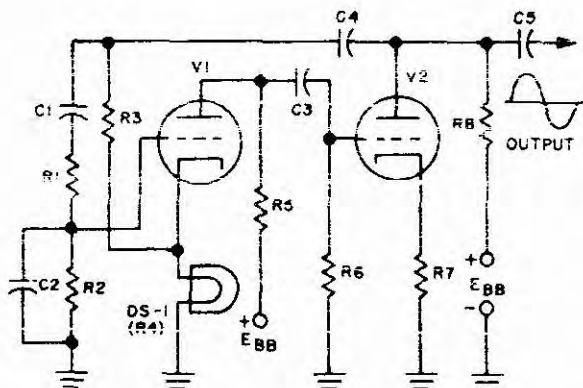 C4
C5
V1
V2
C1
R3
C3
R8
R1
OUTPUT
R5
C2
R2
R6
R7
DS-1
(R4)
+
EBB
+
EBB
-